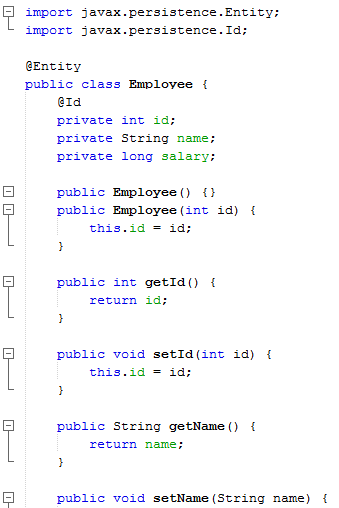 import javax.persistence.Entity;
import javax.persistence.Id;
@Entity
public class Employee {
@Id
private int id;
private String name;
private long salary;
public Employee() {}
public Employee(int id) {
this.id = id;
}
public int getId() {
return id;
}
public void setId(int id) {
this.id = id;
}
public String getName() {
return name;
}
public void setName(String name) {